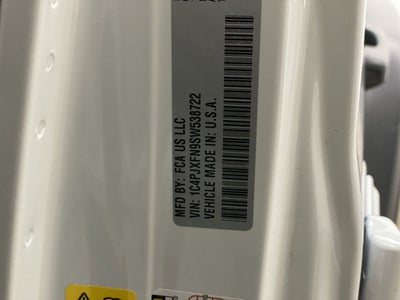 MFD BY: FCA US LLC
VIN: 1C4PJXFN9SW538722
VEHICLE MADE IN: U.S.A.